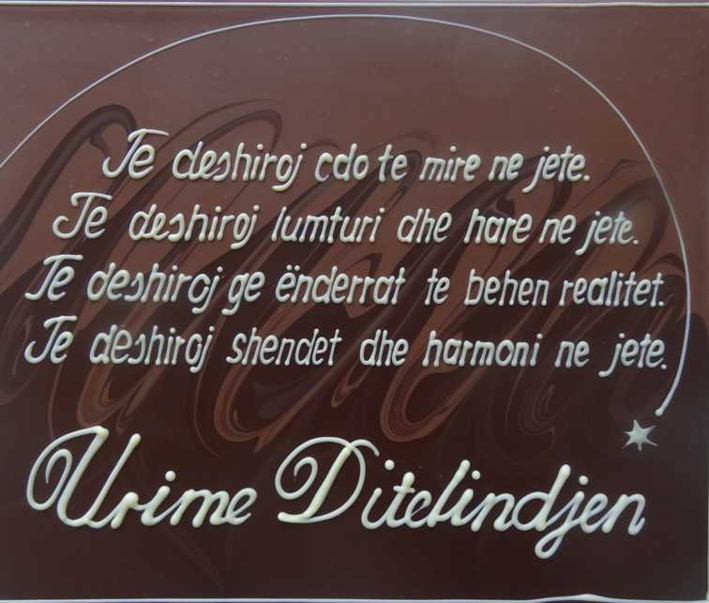 Te deshiroj cdo te mire ne jete.
Te deshiroj lumturi dhe hare ne jete.
Te deshiroj ge ënderrat te behen realitet.
Te deshiroj shendet dhe harmoni ne jete.
Urime Ditelindjen